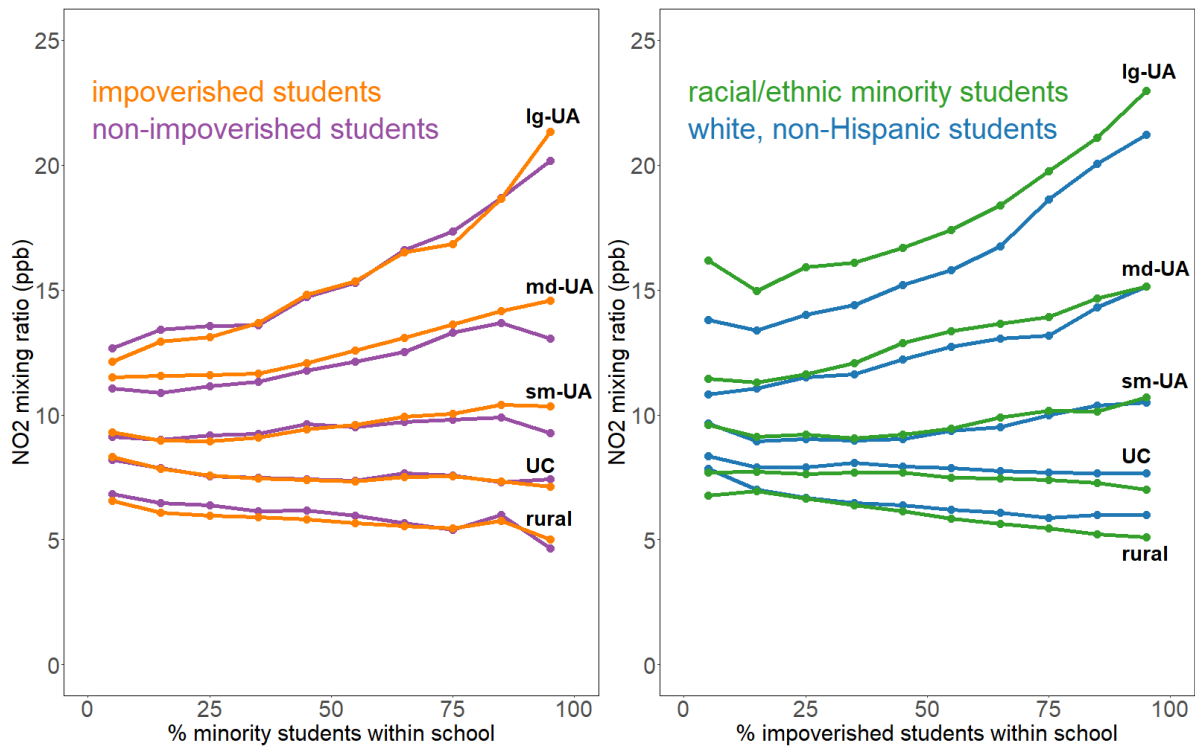 25
20
15
10
5
0
NO2 mixing ratio (ppb)
impoverished students
non-impoverished students
lg-UA
md-UA
sm-UA
UC
rural
0 25 50 75 100
% minority students within school
25
20
15
10
5
0
NO2 mixing ratio (ppb)
racial/ethnic minority students
white, non-Hispanic students
lg-UA
md-UA
sm-UA
UC
rural
0 25 50 75 100
% impoverished students within school